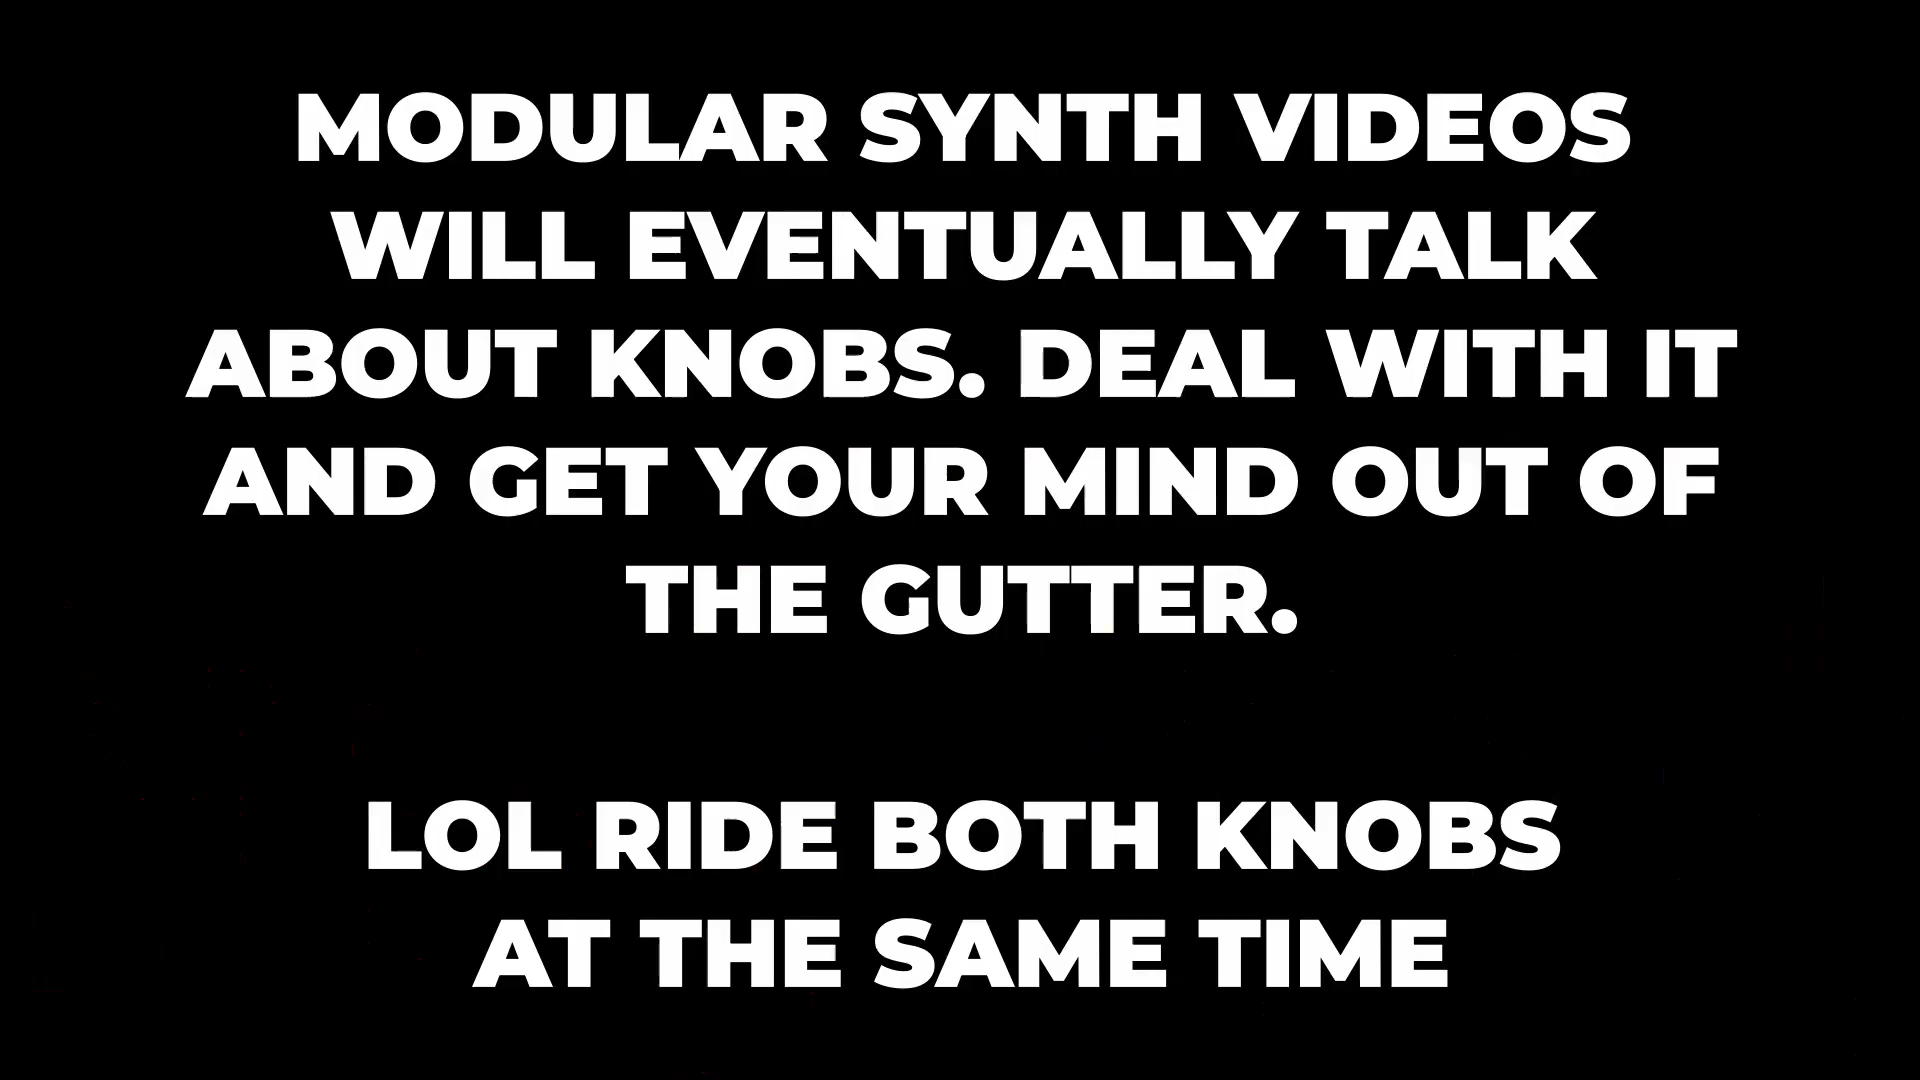 MODULAR SYNTH VIDEOS
WILL EVENTUALLY TALK
ABOUT KNOBS. DEAL WITH IT
AND GET YOUR MIND OUT OF
THE GUTTER.
LOL RIDE BOTH KNOBS
AT THE SAME TIME